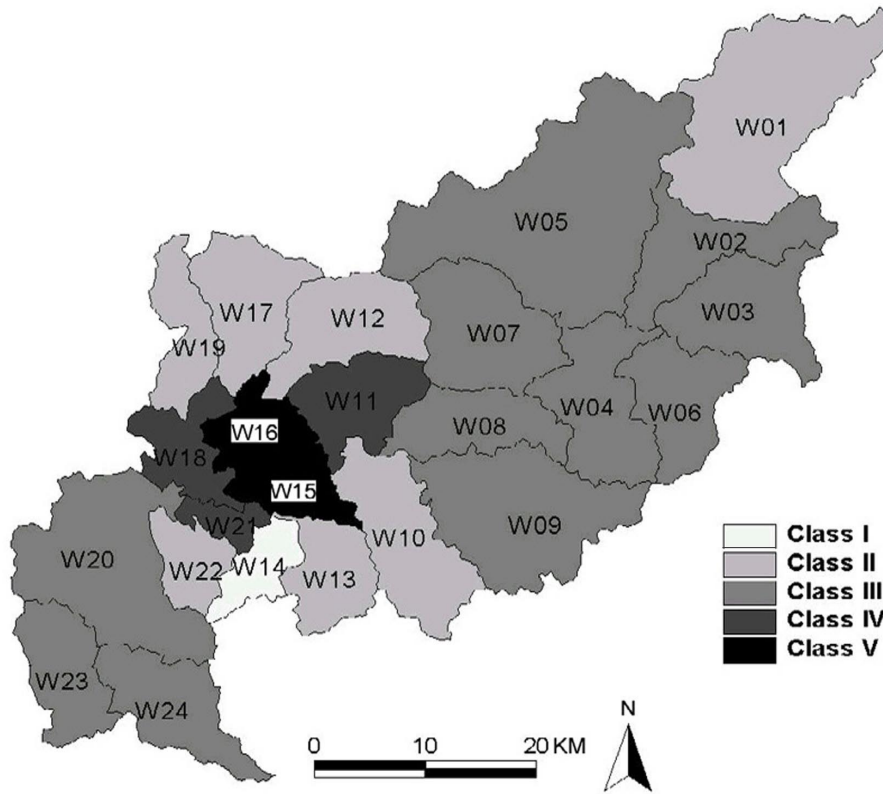 W01
W05
W02
W17
W12
W03
W19
W07
W11
W04
W06
W16
W08
W18
W15
W21
W10
W09
W20
W22
W14
W13
W23
W24
Class I
Class II
Class III
Class IV
Class V
N
0 10 20 KM